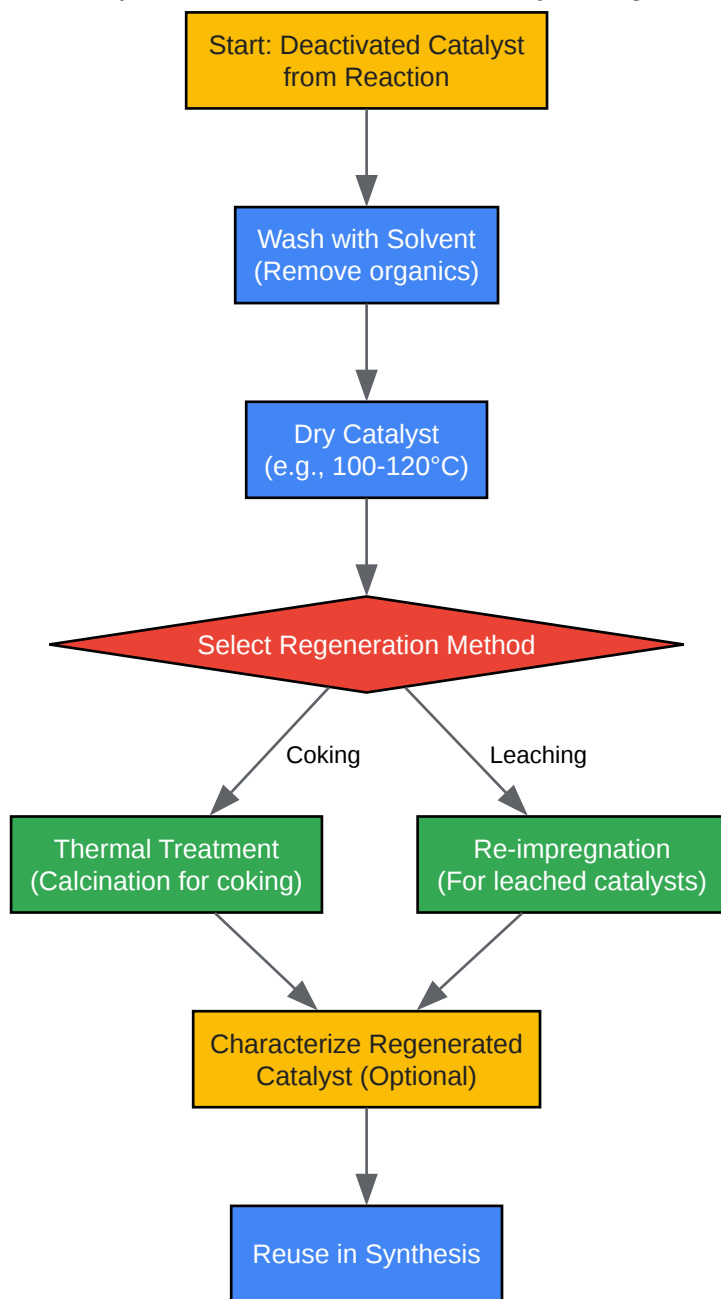 Start: Deactivated Catalyst
from Reaction
Wash with Solvent
(Remove organics)
Dry Catalyst
(e.g., 100-120°C)
Select Regeneration Method
Coking
Leaching
Thermal Treatment
(Calcination for coking)
Re-impregnation
(For leached catalysts)
Characterize Regenerated
Catalyst (Optional)
Reuse in Synthesis